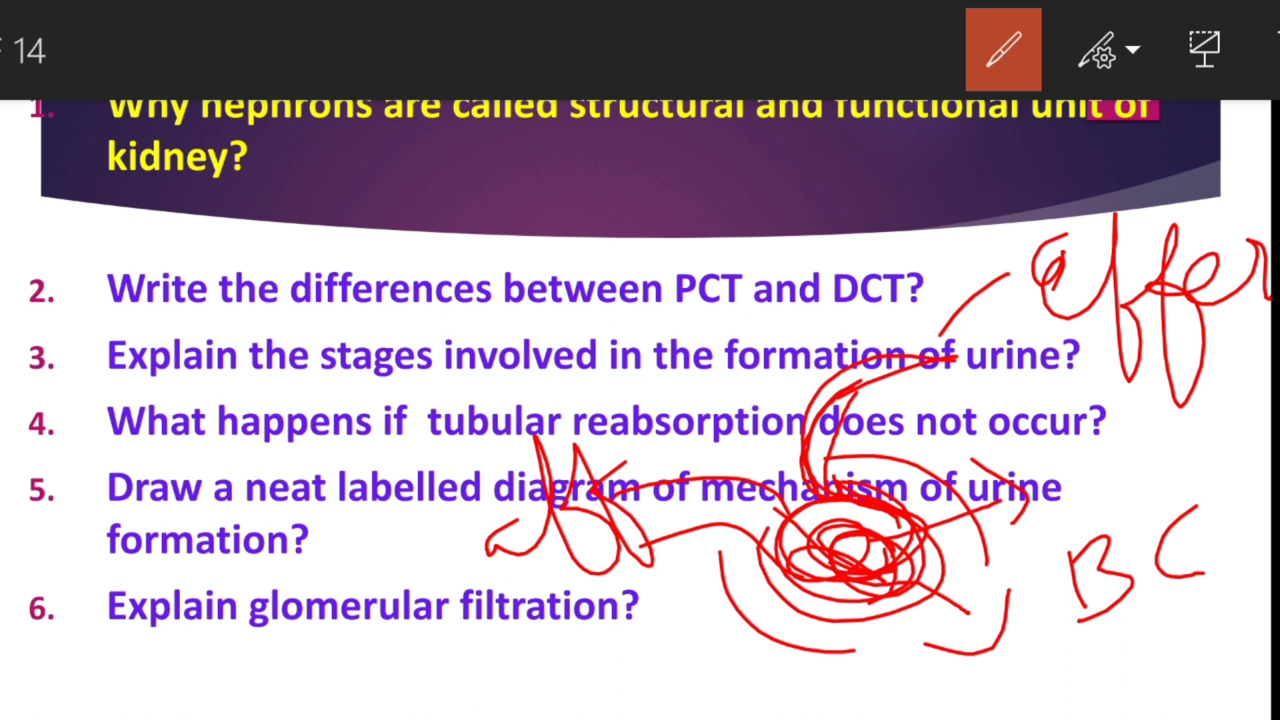 14
1. Why nephrons are called structural and functional unit of
kidney?
2. Write the differences between PCT and DCT?
3. Explain the stages involved in the formation of urine?
4. What happens if tubular reabsorption does not occur?
5. Draw a neat labelled diagram of mechanism of urine
formation?
6. Explain glomerular filtration?
affer
aff
BC